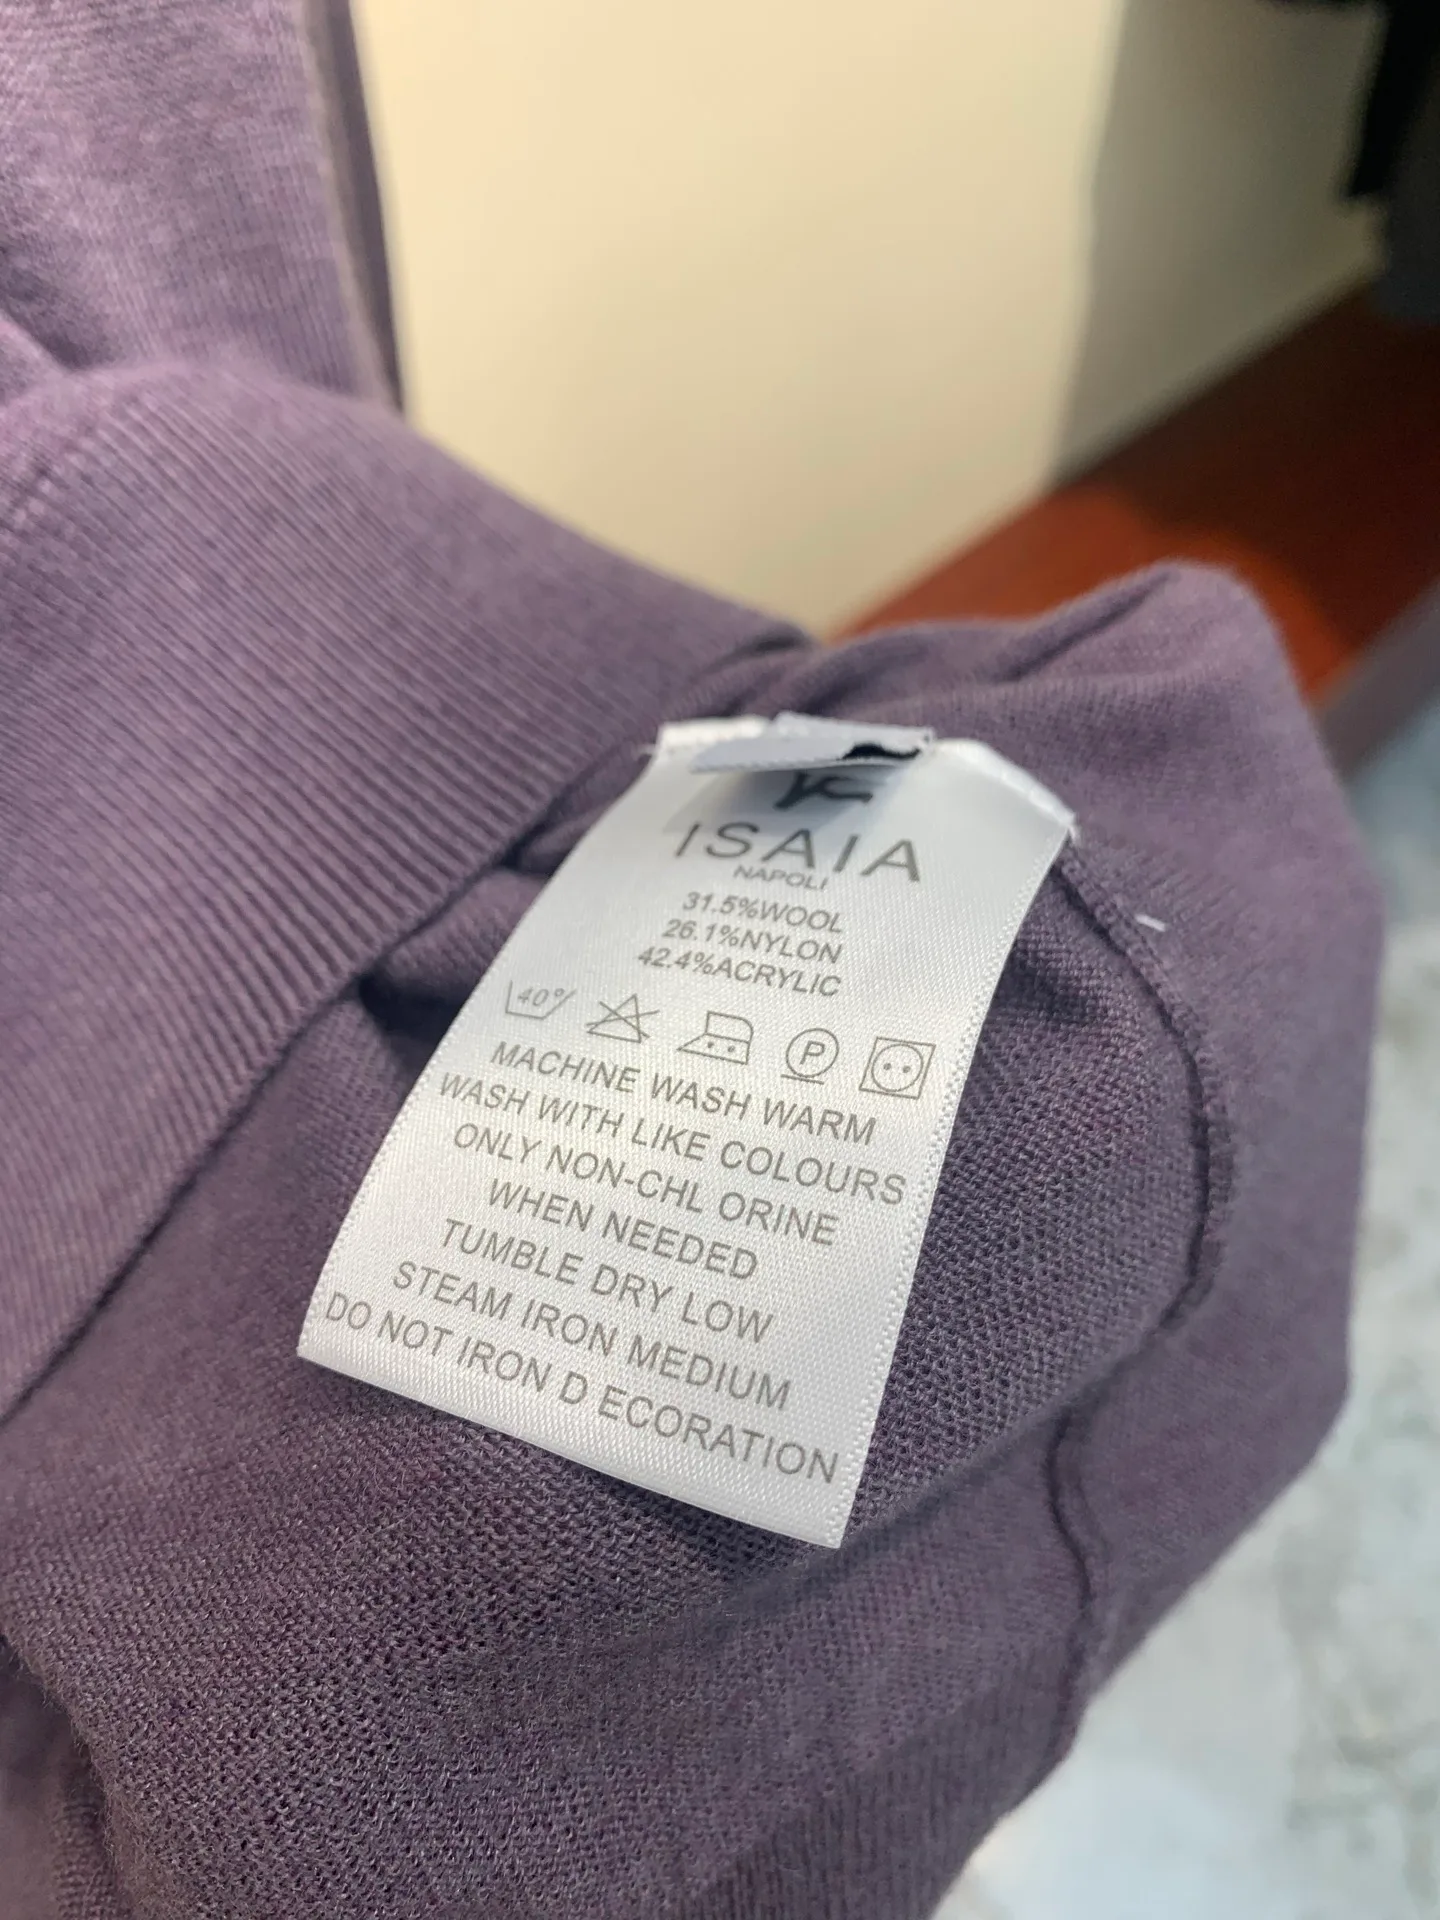 ISAIA
NAPOLI
31.5%WOOL
26.1%NYLON
42.4%ACRYLIC
40°
P
MACHINE WASH WARM
WASH WITH LIKE COLOURS
ONLY NON-CHL ORINE
WHEN NEEDED
TUMBLE DRY LOW
STEAM IRON MEDIUM
DO NOT IRON D ECORATION